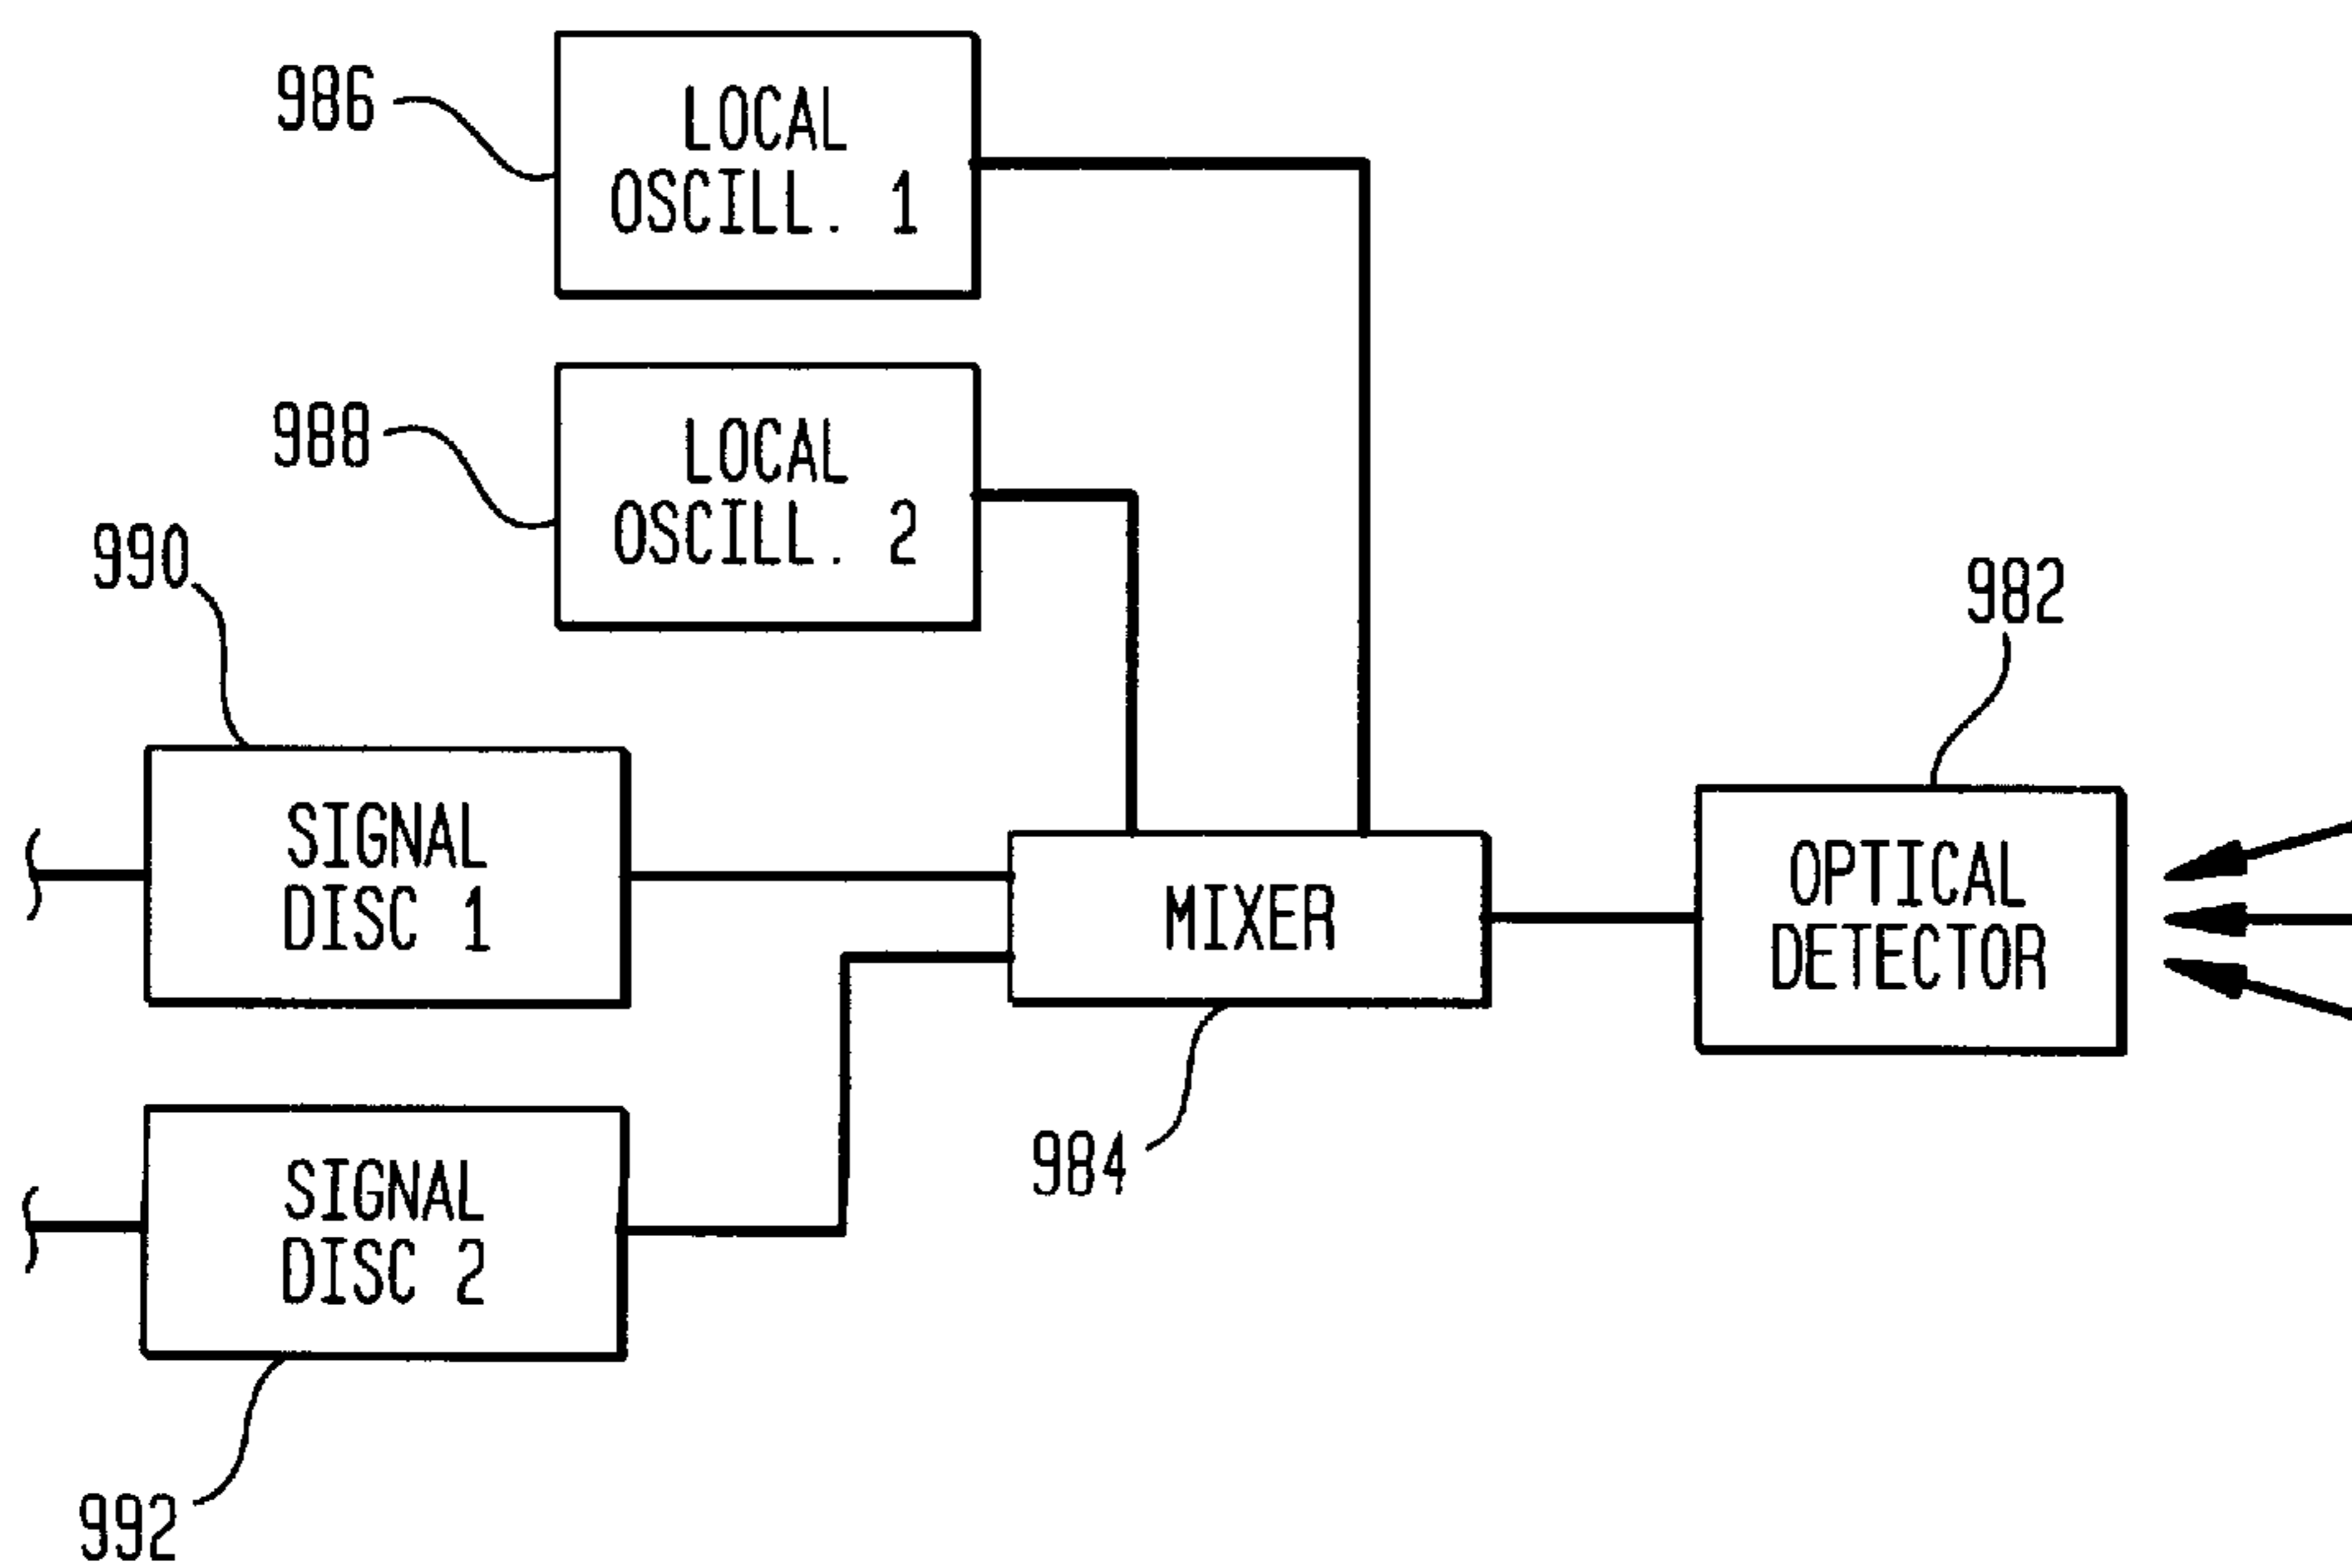 986
LOCAL
OSCILL. 1
988
LOCAL
OSCILL. 2
990
982
SIGNAL
DISC 1
MIXER
OPTICAL
DETECTOR
984
SIGNAL
DISC 2
992